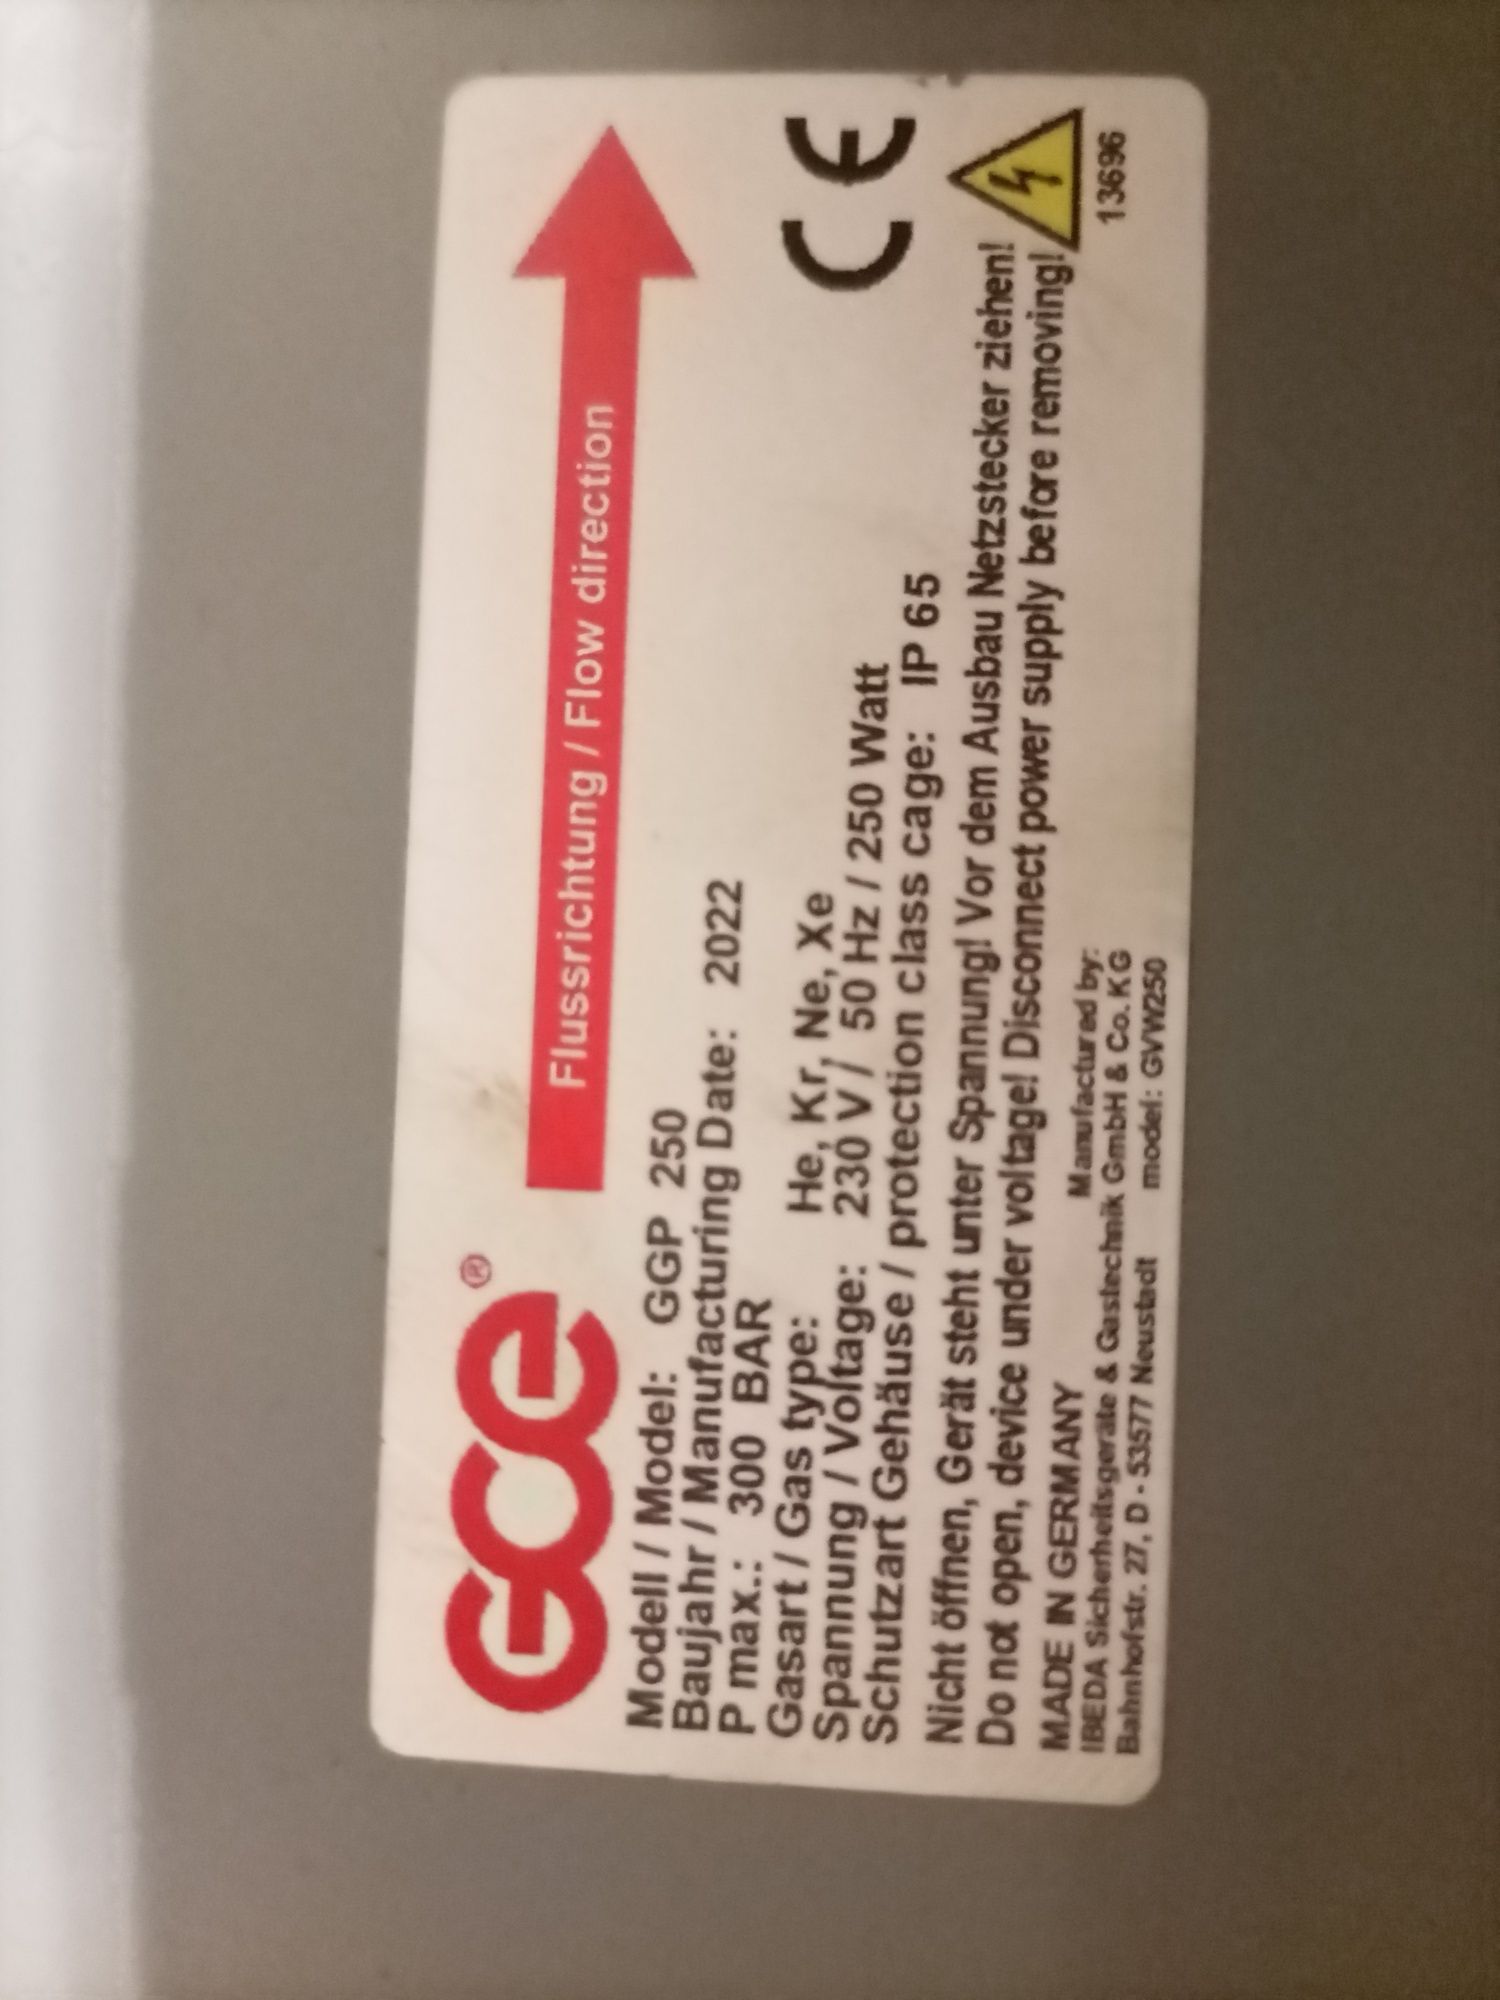 GCE®
Flussrichtung / Flow direction
Modell / Model: GGP 250
Baujahr / Manufacturing Date: 2022
P max.: 300 BAR
Gasart / Gas type: He, Kr, Ne, Xe
Spannung / Voltage: 230 V / 50 Hz / 250 Watt
Schutzart Gehäuse / protection class cage: IP 65
CE
Nicht öffnen, Gerät steht unter Spannung! Vor dem Ausbau Netzstecker ziehen!
Do not open, device under voltage! Disconnect power supply before removing!
MADE IN GERMANY Manufactured by:
IBEDA Sicherheitsgeräte & Gastechnik GmbH & Co. KG
Bahnhofstr. 27, D - 53577 Neustadt model: GVW250
13696